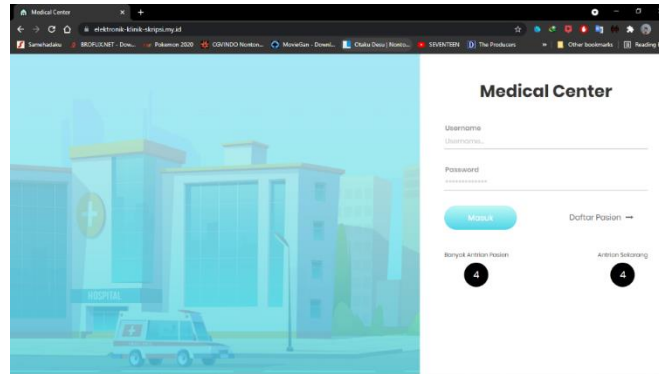 Medical Center
elektronik-klinik-skripsi.my.id
Samehadaku
BROFLIX.NET - Dow...
Pokemon 2020
OGVINDO Nonton...
MovieGan - Downl...
Otaku Desu | Nonto...
SEVENTEEN
The Producers
Other bookmarks
Reading
Medical Center
Username
Username..
Password
Masuk
Daftar Pasien →
Banyak Antrian Pasien
Antrian Sekarang
4
4
HOSPITAL